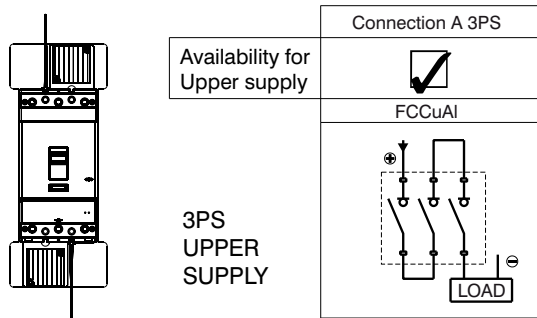 Connection A 3PS
Availability for
Upper supply
FCCuAl
3PS
UPPER
SUPPLY
LOAD